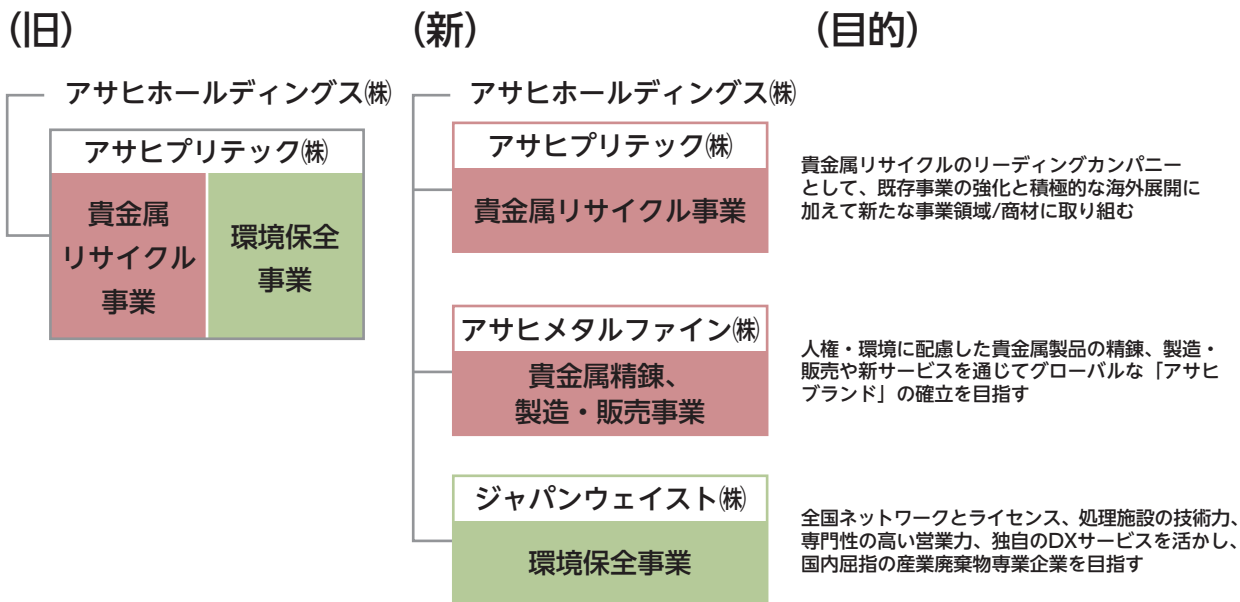 (旧)
アサヒホールディングス㈱
アサヒプリテック㈱
貴金属
リサイクル
事業
環境保全
事業
(新)
アサヒホールディングス㈱
アサヒプリテック㈱
貴金属リサイクル事業
アサヒメタルファイン㈱
貴金属精錬、
製造・販売事業
ジャパンウェイスト㈱
環境保全事業
(目的)
貴金属リサイクルのリーディングカンパニー
として、既存事業の強化と積極的な海外展開に
加えて新たな事業領域/商材に取り組む
人権・環境に配慮した貴金属製品の精錬、製造・
販売や新サービスを通じてグローバルな「アサヒ
ブランド」の確立を目指す
全国ネットワークとライセンス、処理施設の技術力、
専門性の高い営業力、独自のDXサービスを活かし、
国内屈指の産業廃棄物専業企業を目指す